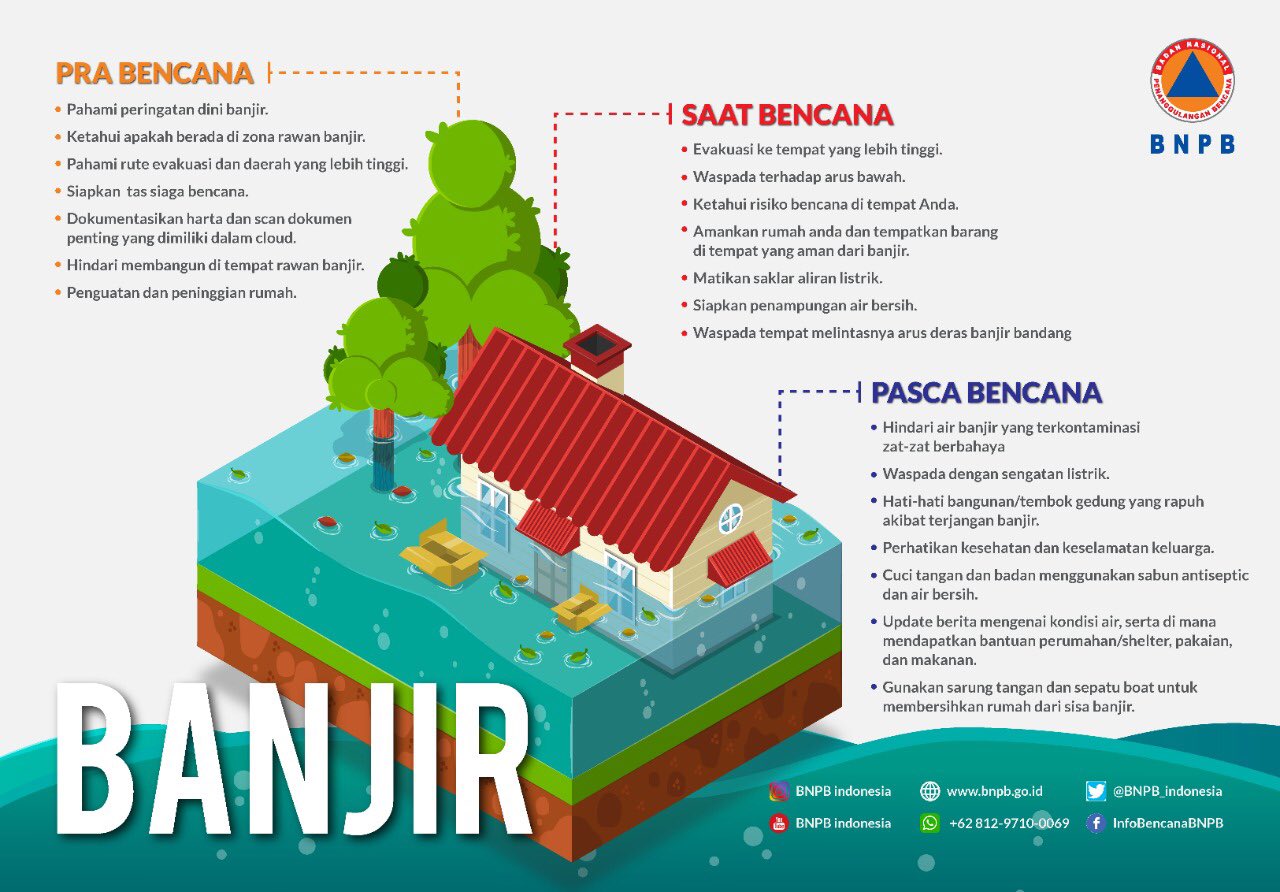 PRA BENCANA
• Pahami peringatan dini banjir.
• Ketahui apakah berada di zona rawan banjir.
• Pahami rute evakuasi dan daerah yang lebih tinggi.
• Siapkan tas siaga bencana.
• Dokumentasikan harta dan scan dokumen
penting yang dimiliki dalam cloud.
• Hindari membangun di tempat rawan banjir.
• Penguatan dan peninggian rumah.
SAAT BENCANA
• Evakuasi ke tempat yang lebih tinggi.
• Waspada terhadap arus bawah.
• Ketahui risiko bencana di tempat Anda.
• Amankan rumah anda dan tempatkan barang
di tempat yang aman dari banjir.
• Matikan saklar aliran listrik.
• Siapkan penampungan air bersih.
• Waspada tempat melintasnya arus deras banjir bandang
BADAN NASIONAL
PENANGGULANGAN BENCANA
BNPB
PASCA BENCANA
• Hindari air banjir yang terkontaminasi
zat-zat berbahaya
• Waspada dengan sengatan listrik.
• Hati-hati bangunan/tembok gedung yang rapuh
akibat terjangan banjir.
• Perhatikan kesehatan dan keselamatan keluarga.
• Cuci tangan dan badan menggunakan sabun antiseptic
dan air bersih.
• Update berita mengenai kondisi air, serta di mana
mendapatkan bantuan perumahan/shelter, pakaian,
dan makanan.
• Gunakan sarung tangan dan sepatu boat untuk
membersihkan rumah dari sisa banjir.
BANJIR
BNPB indonesia
www.bnpb.go.id
@BNPB_indonesia
You Tube
BNPB indonesia
+62 812-9710-0069
InfoBencanaBNPB